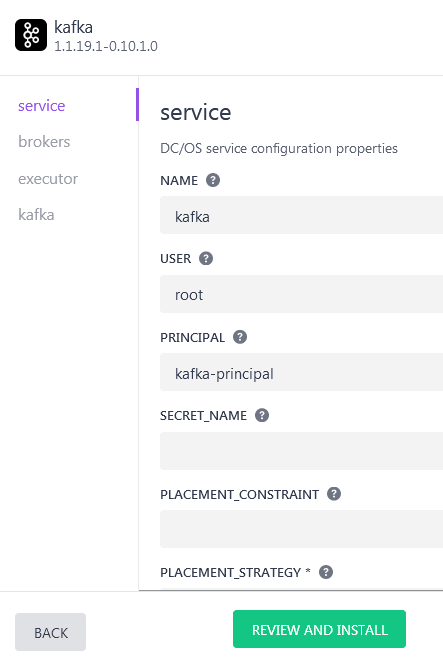 kafka
1.1.19.1-0.10.1.0
service
brokers
executor
kafka
service
DC/OS service configuration properties
NAME ?
kafka
USER ?
root
PRINCIPAL ?
kafka-principal
SECRET_NAME ?
PLACEMENT_CONSTRAINT ?
PLACEMENT_STRATEGY * ?
BACK
REVIEW AND INSTALL